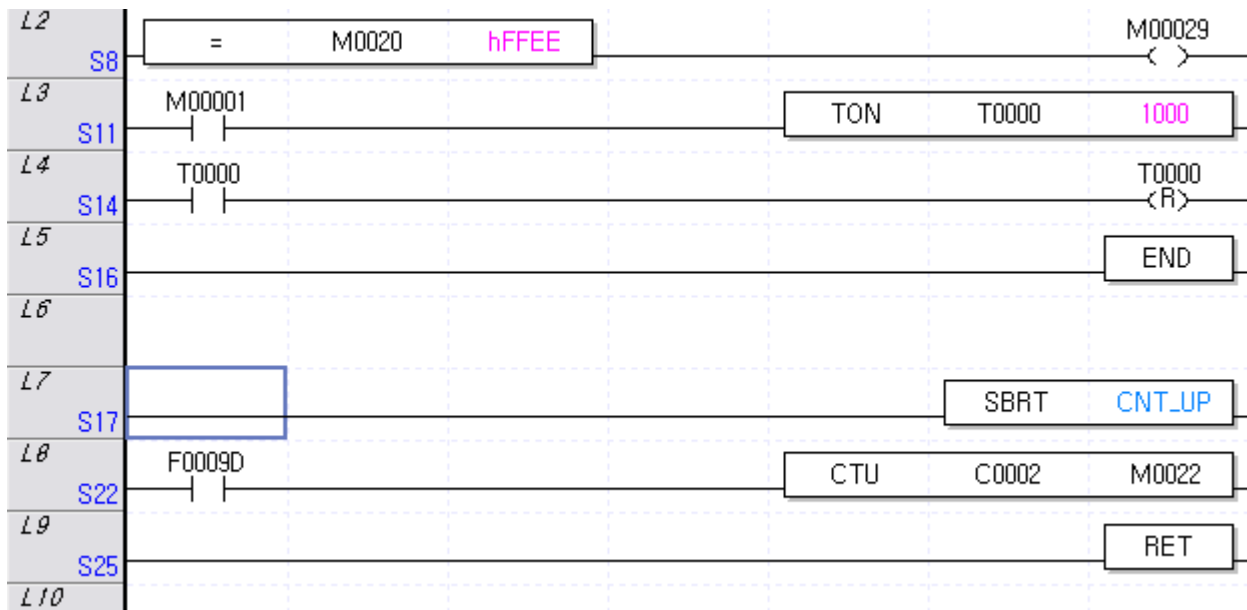 L2
S8
= M0020 hFFEE
M00029
( )
L3
S11
M00001
TON T0000 1000
L4
S14
T0000
T0000
(R)
L5
S16
END
L6
L7
S17
SBRT CNT_UP
L8
S22
F0009D
CTU C0002 M0022
L9
S25
RET
L10